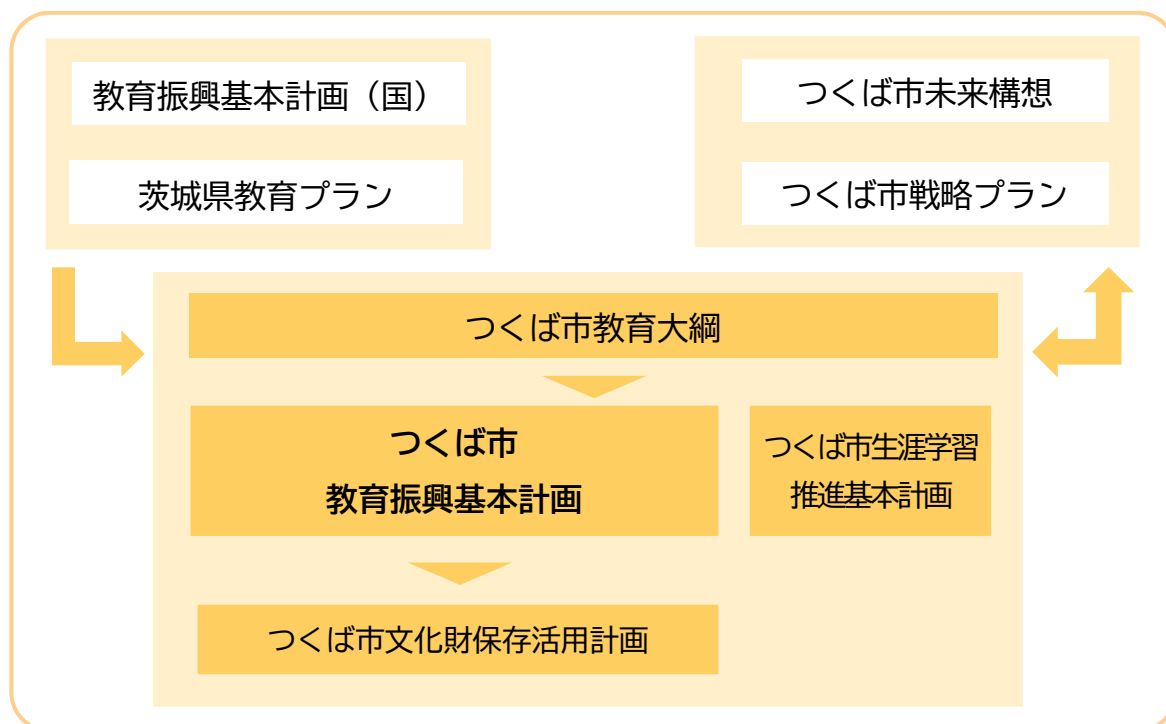 教育振興基本計画（国）
茨城県教育プラン
つくば市未来構想
つくば市戦略プラン
つくば市教育大綱
つくば市
教育振興基本計画
つくば市生涯学習
推進基本計画
つくば市文化財保存活用計画